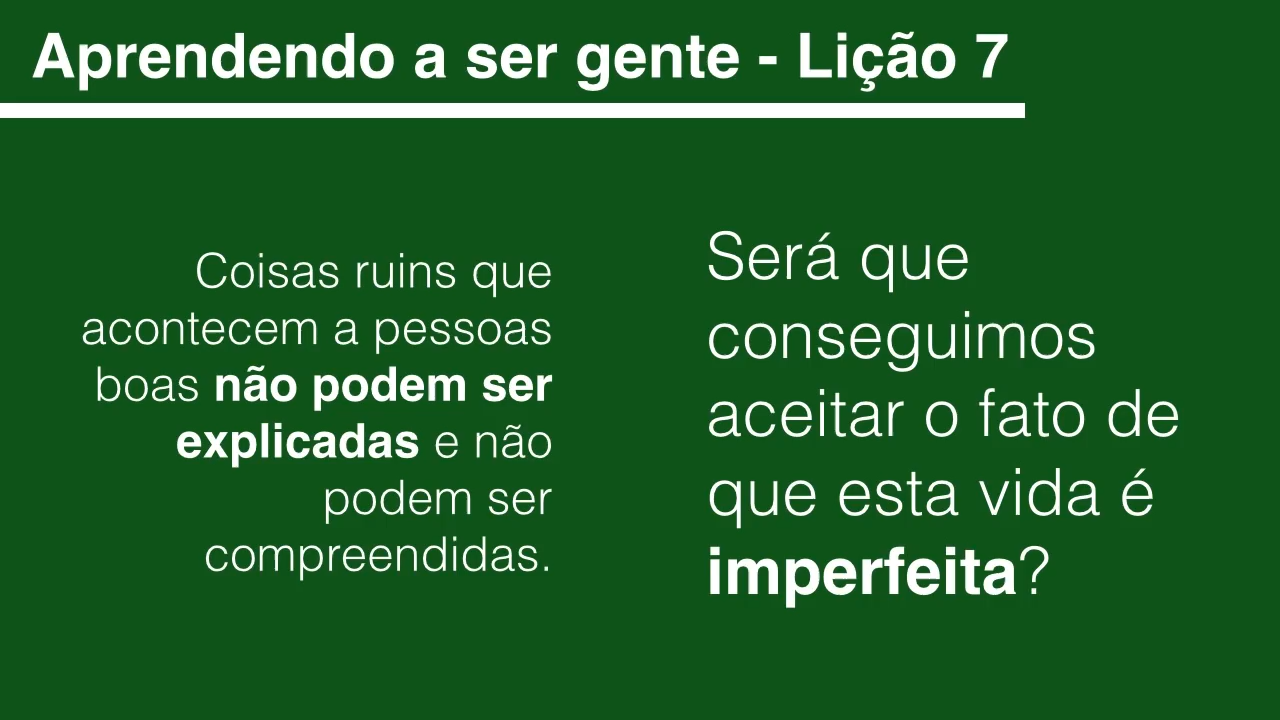 Aprendendo a ser gente - Lição 7
Coisas ruins que
acontecem a pessoas
boas não podem ser
explicadas e não
podem ser
compreendidas.
Será que
conseguimos
aceitar o fato de
que esta vida é
imperfeita?